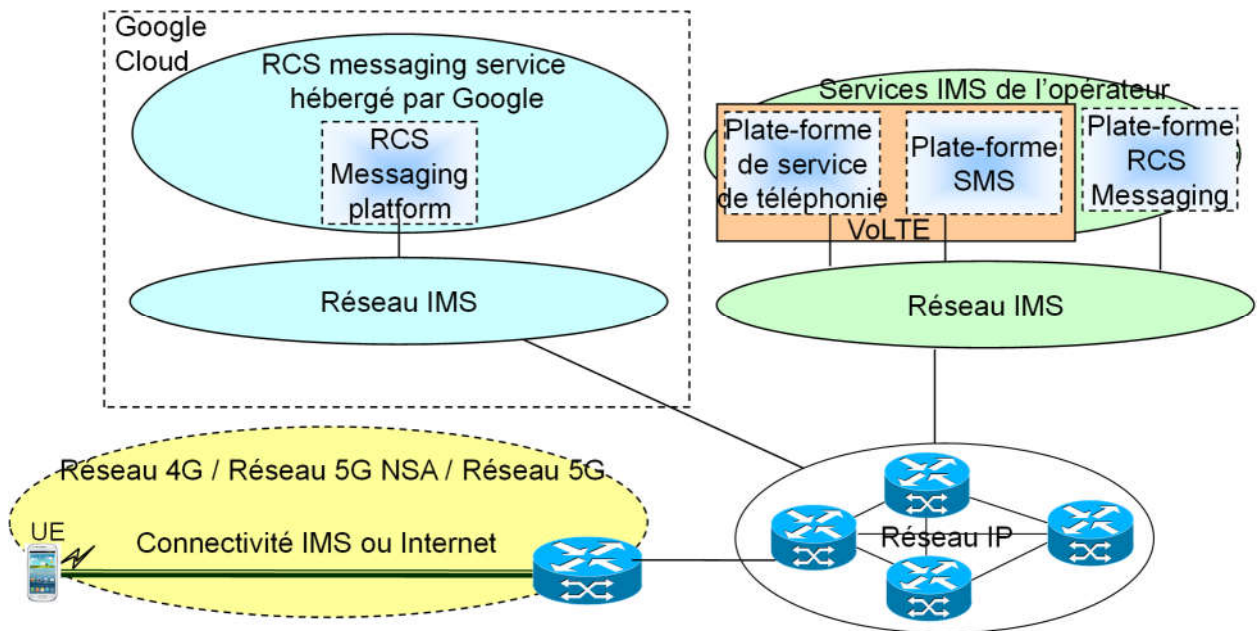 Google
Cloud
RCS messaging service
hébergé par Google
RCS
Messaging
platform
Réseau IMS
Services IMS de l'opérateur
Plate-forme
de service
de téléphonie
Plate-forme
SMS
Plate-forme
RCS
Messaging
VoLTE
Réseau IMS
Réseau 4G / Réseau 5G NSA / Réseau 5G
UE
Connectivité IMS ou Internet
Réseau IP